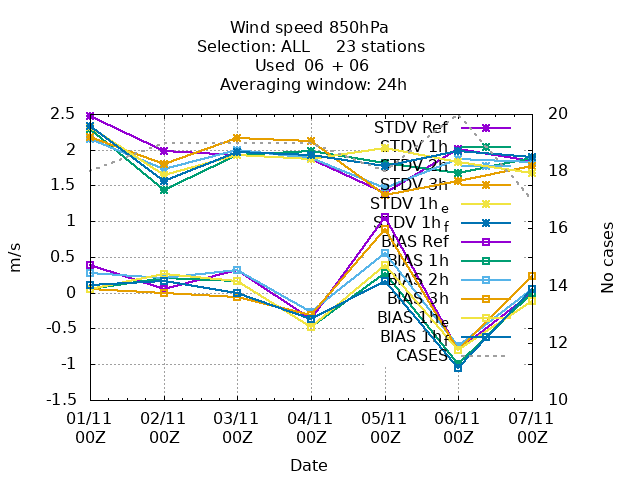 Wind speed 850hPa
Selection: ALL     23 stations
Used  06 + 06
Averaging window: 24h
2.5
2
1.5
1
0.5
0
-0.5
-1
-1.5
20
18
16
14
12
10
m/s
No cases
STDV Ref
STDV 1h
STDV 2h
STDV 3h
STDV 1h_e
STDV 1h_f
BIAS Ref
BIAS 1h
BIAS 2h
BIAS 3h
BIAS 1h_e
BIAS 1h_f
CASES
01/11 02/11 03/11 04/11 05/11 06/11 07/11
00Z 00Z 00Z 00Z 00Z 00Z 00Z
Date